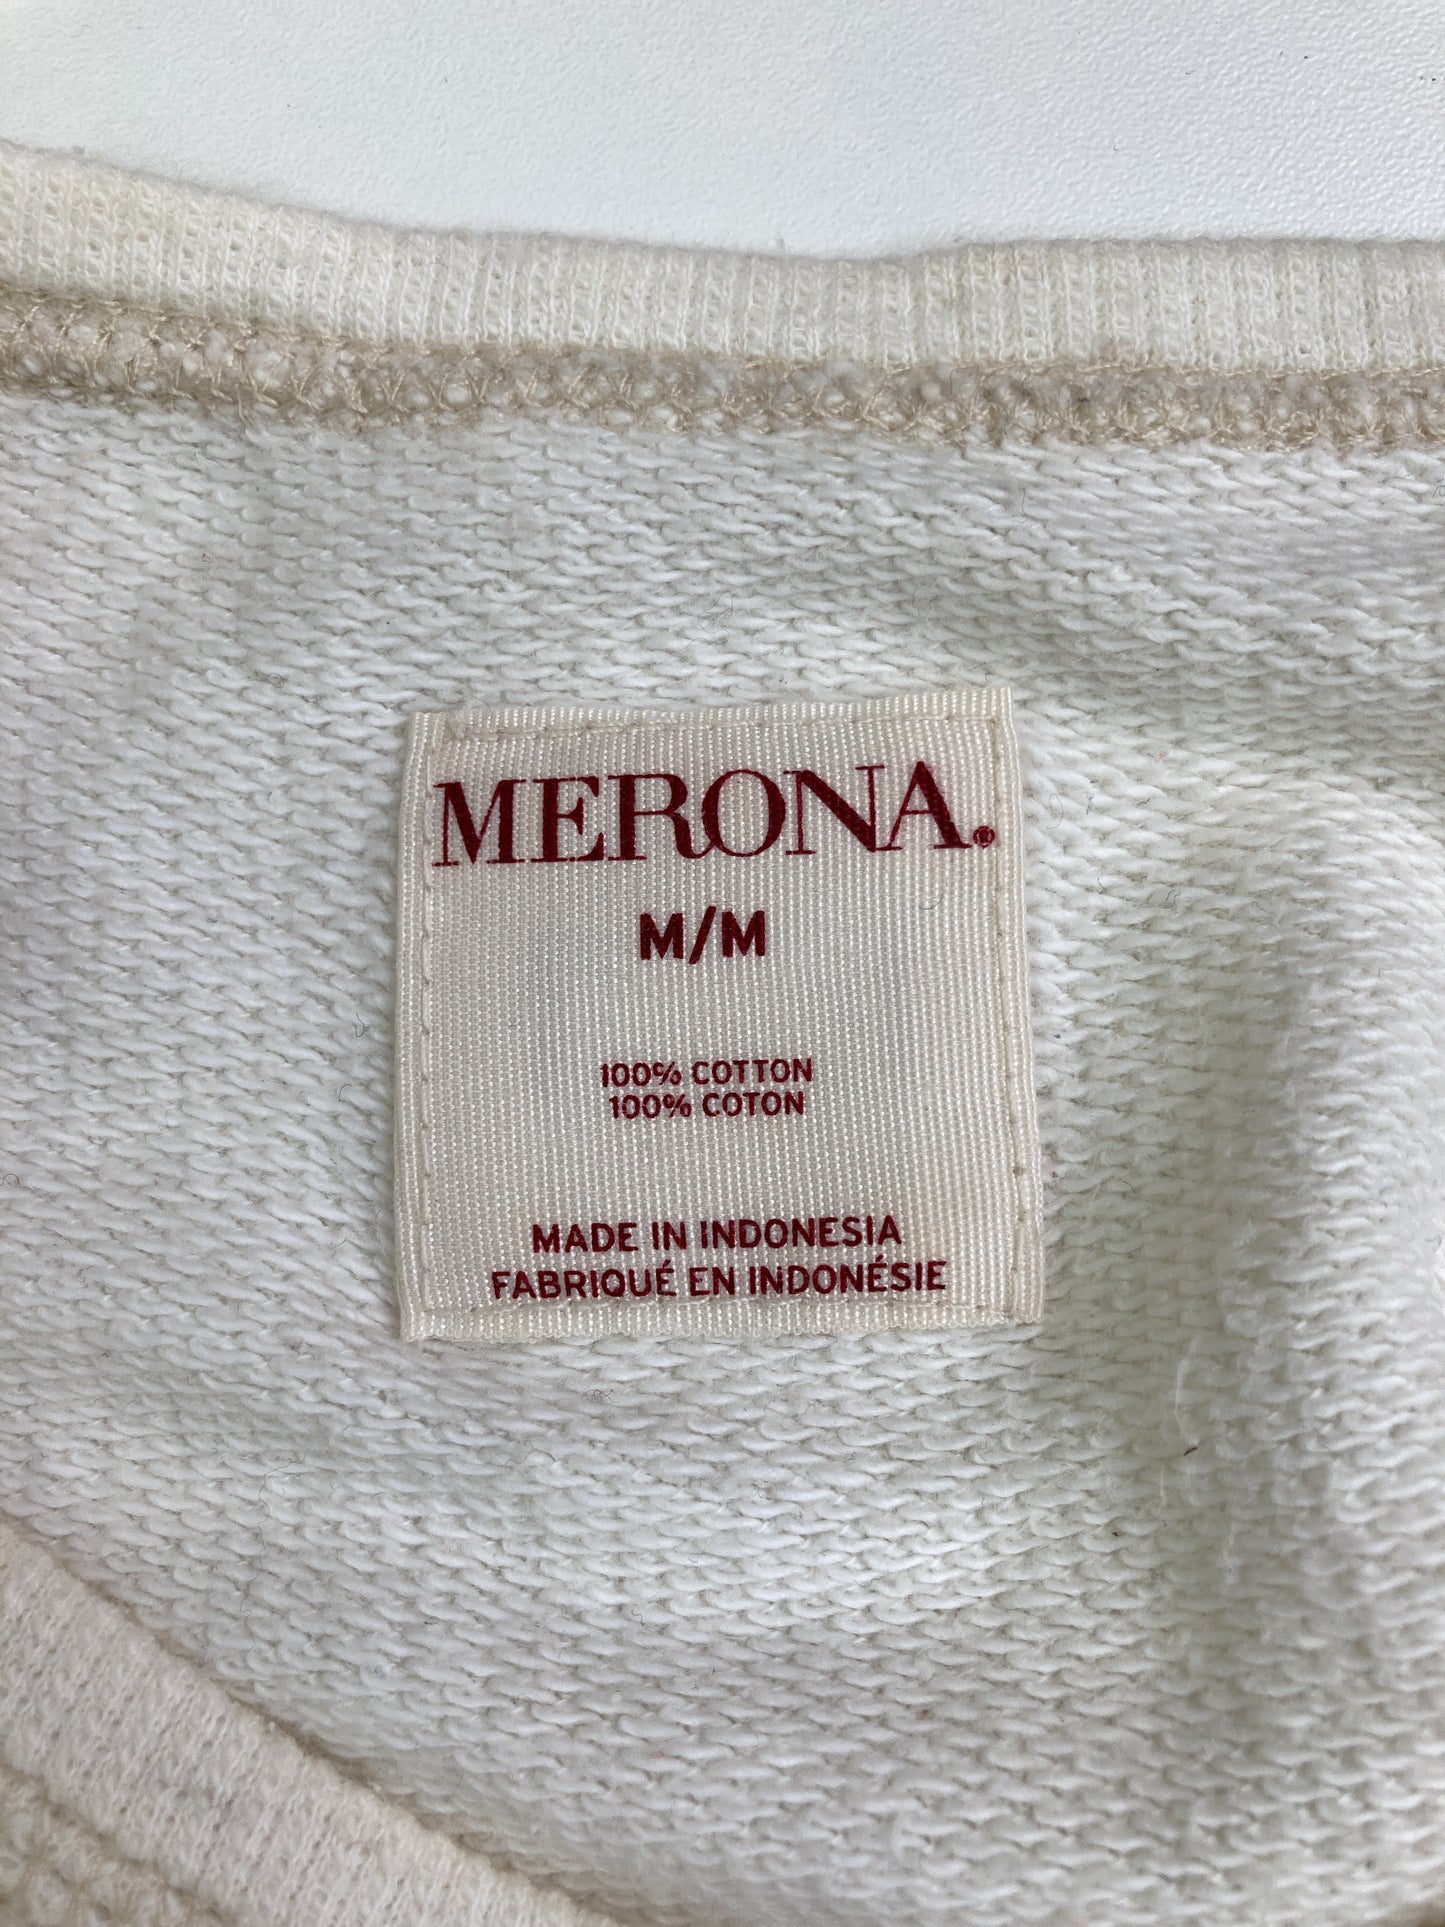 MERONA.®
M/M
100% COTTON
100% COTON
MADE IN INDONESIA
FABRIQUÉ EN INDONÉSIE